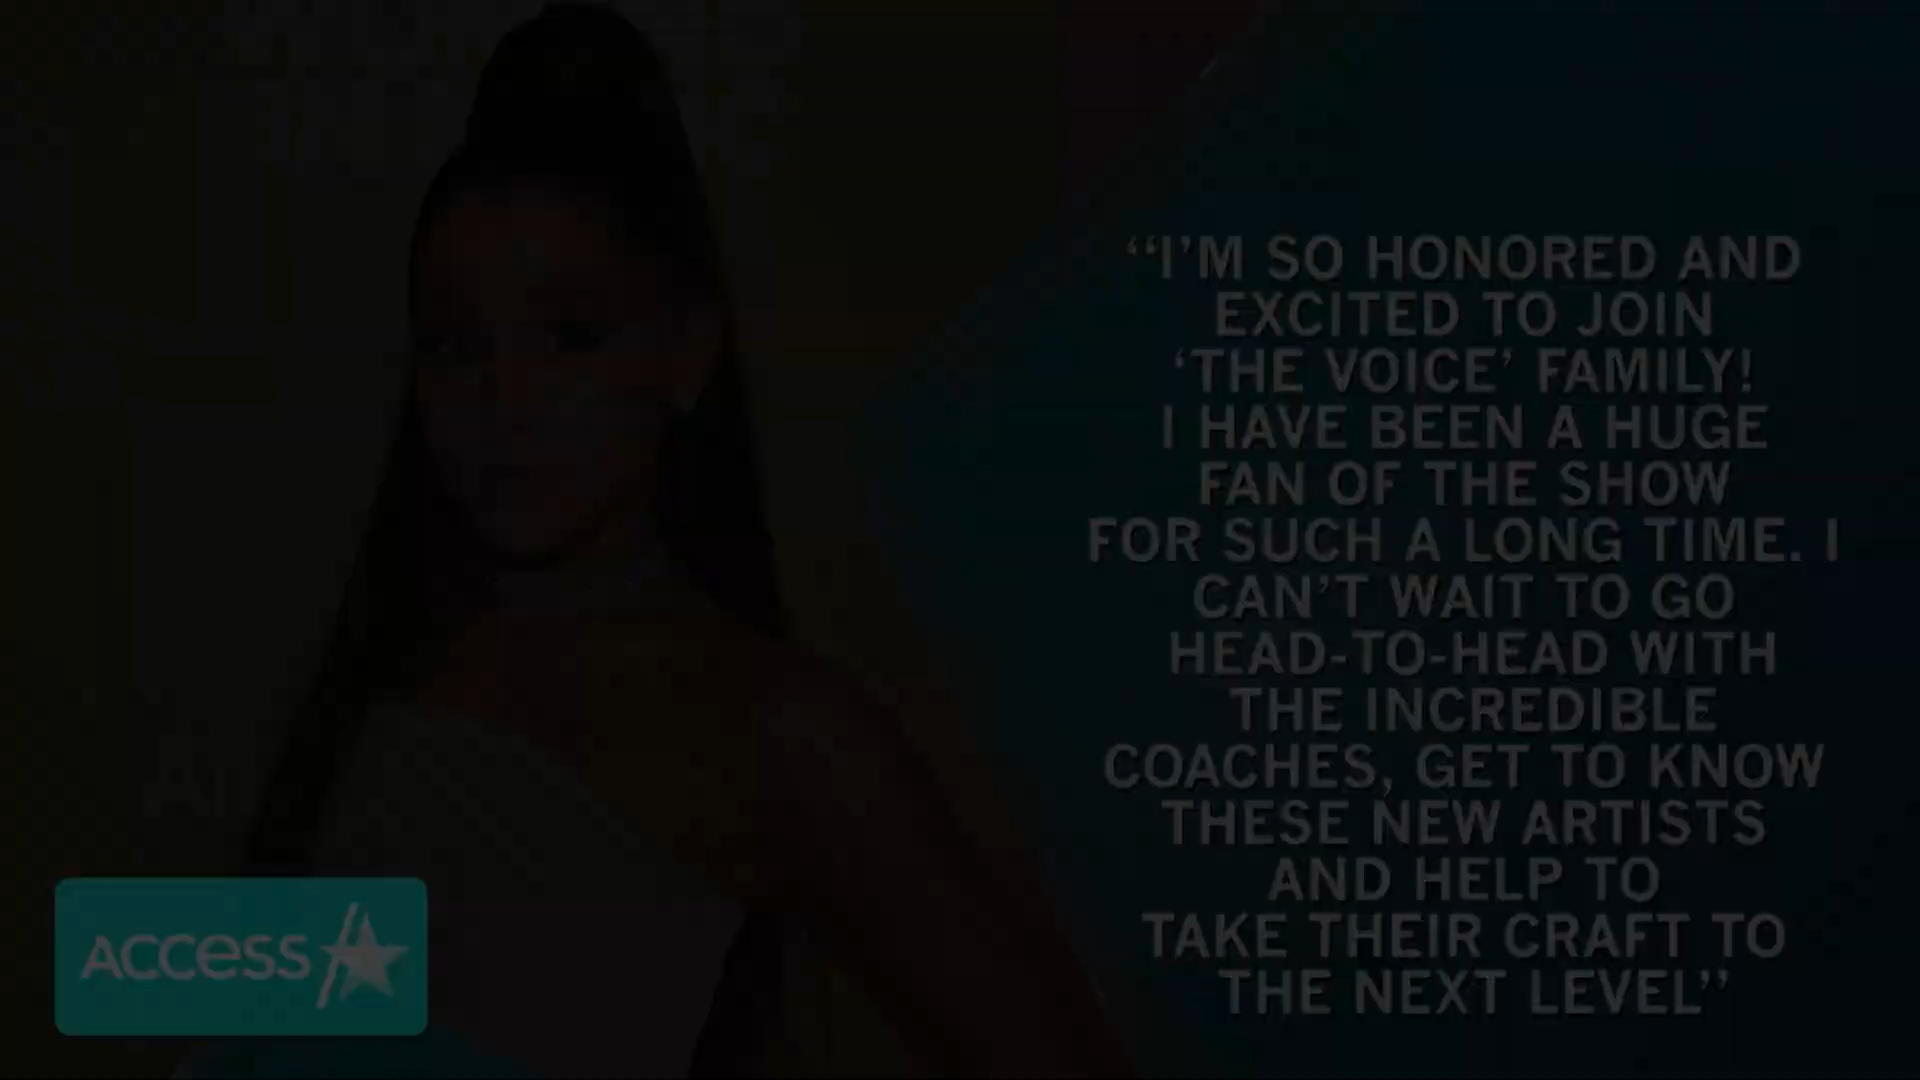 “I’M SO HONORED AND
EXCITED TO JOIN
‘THE VOICE’ FAMILY!
I HAVE BEEN A HUGE
FAN OF THE SHOW
FOR SUCH A LONG TIME. I
CAN’T WAIT TO GO
HEAD-TO-HEAD WITH
THE INCREDIBLE
COACHES, GET TO KNOW
THESE NEW ARTISTS
AND HELP TO
TAKE THEIR CRAFT TO
THE NEXT LEVEL”
ACCESS